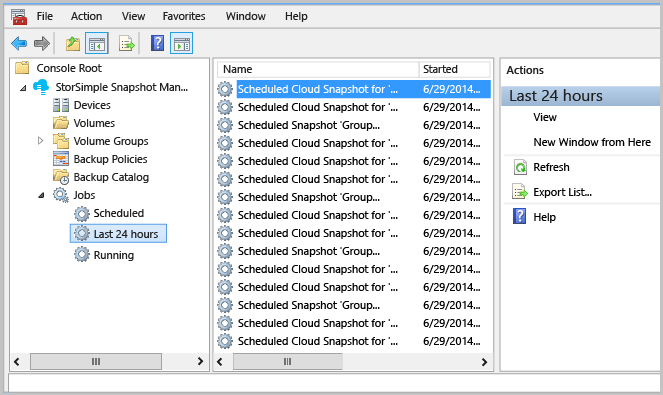 File Action View Favorites Window Help
Console Root
StorSimple Snapshot Man...
Devices
Volumes
Volume Groups
Backup Policies
Backup Catalog
Jobs
Scheduled
Last 24 hours
Running
Name Started
Scheduled Cloud Snapshot for '... 6/29/2014...
Scheduled Cloud Snapshot for '... 6/29/2014...
Scheduled Snapshot 'Group... 6/29/2014...
Scheduled Cloud Snapshot for '... 6/29/2014...
Scheduled Cloud Snapshot for '... 6/29/2014...
Scheduled Cloud Snapshot for '... 6/29/2014...
Scheduled Snapshot 'Group... 6/29/2014...
Scheduled Cloud Snapshot for '... 6/29/2014...
Scheduled Cloud Snapshot for '... 6/29/2014...
Scheduled Snapshot 'Group... 6/29/2014...
Scheduled Cloud Snapshot for '... 6/29/2014...
Scheduled Cloud Snapshot for '... 6/29/2014...
Scheduled Snapshot 'Group... 6/29/2014...
Scheduled Cloud Snapshot for '... 6/29/2014...
Scheduled Cloud Snapshot for '... 6/29/2014...
Actions
Last 24 hours
View
New Window from Here
Refresh
Export List...
Help